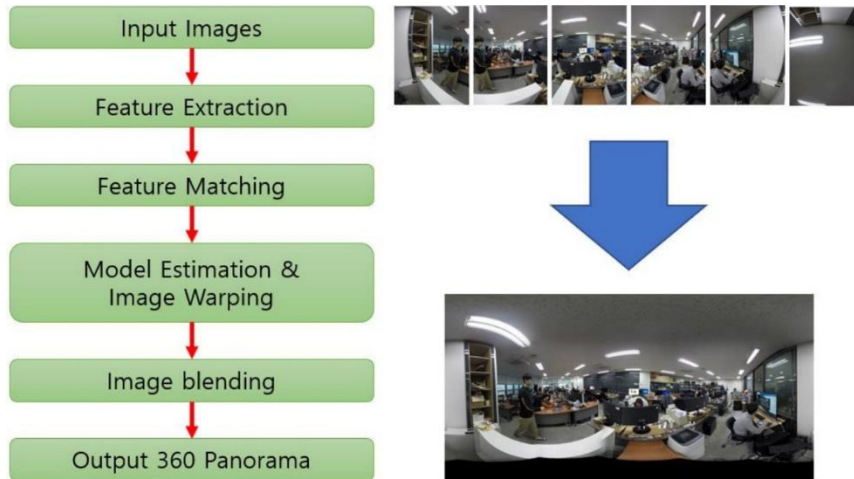 Input Images
Feature Extraction
Feature Matching
Model Estimation &
Image Warping
Image blending
Output 360 Panorama